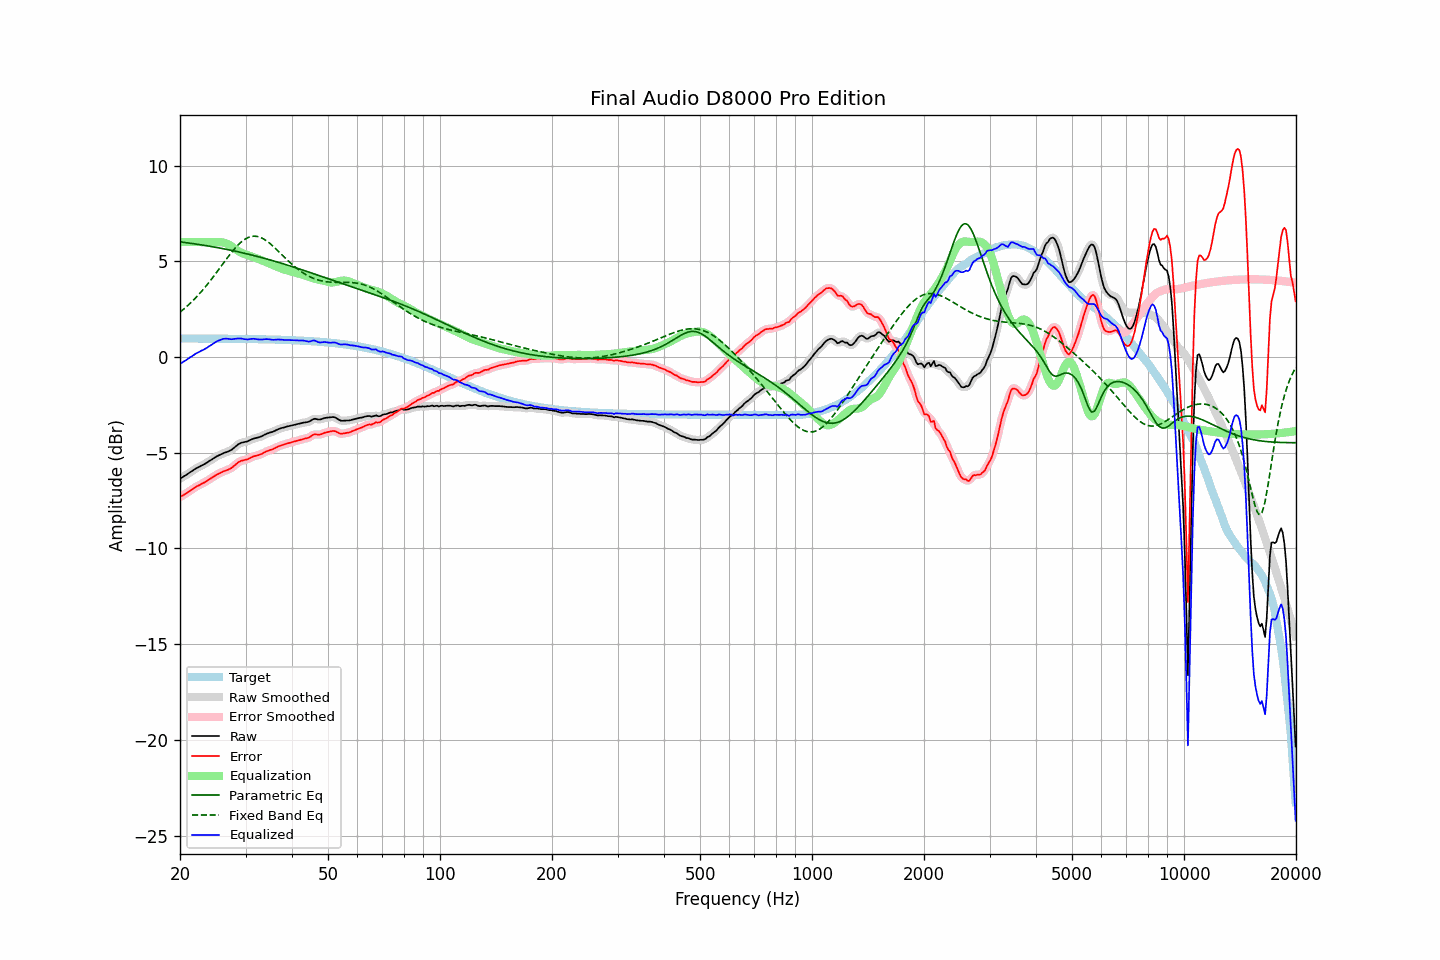 Final Audio D8000 Pro Edition
Amplitude (dBr)
10
5
0
−5
−10
−15
−20
−25
Target
Raw Smoothed
Error Smoothed
Raw
Error
Equalization
Parametric Eq
Fixed Band Eq
Equalized
20 50 100 200 500 1000 2000 5000 10000 20000
Frequency (Hz)